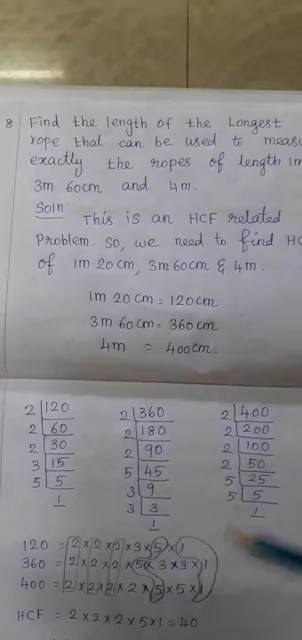 8 Find the length of the Longest
rope that can be used to
exactly the ropes of length 1m
3m 60cm and 4m.
Soln This is an HCF related
Problem. So, we need to find
of 1m 20cm, 3m 60cm & 4m.
1m 20cm = 120cm
3m 60cm = 360cm
4m = 400cm.
2 120 2 360 2 400
2 60 2 180 2 200
2 30 2 90 2 100
3 15 5 45 2 50
5 5 3 9 5 25
1 3 3 5 5
1 1
120 = 2×2×2×3×5×1
360 = 2×2×2×5×3×3×1
400 = 2×2×2×2×5×5×1
HCF = 2×2×2×5×1 = 40